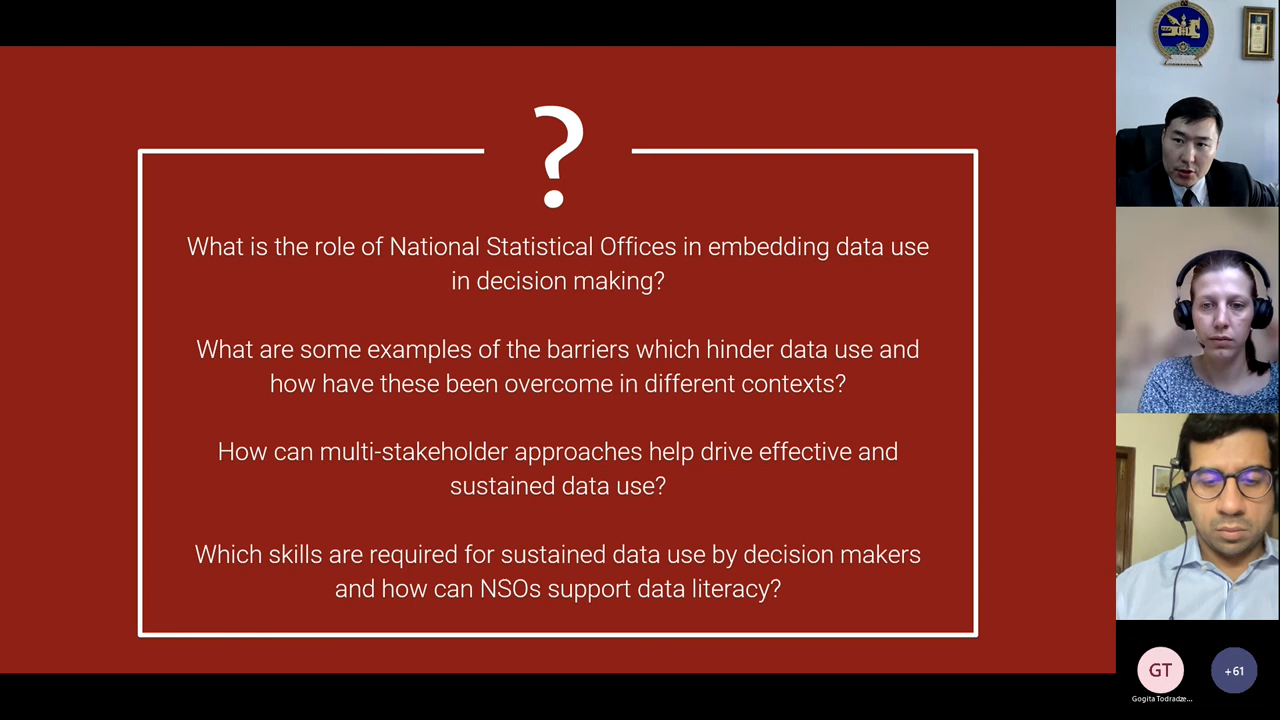 ?
What is the role of National Statistical Offices in embedding data use
in decision making?
What are some examples of the barriers which hinder data use and
how have these been overcome in different contexts?
How can multi-stakeholder approaches help drive effective and
sustained data use?
Which skills are required for sustained data use by decision makers
and how can NSOs support data literacy?
GT
Gogita Todradze...
+61